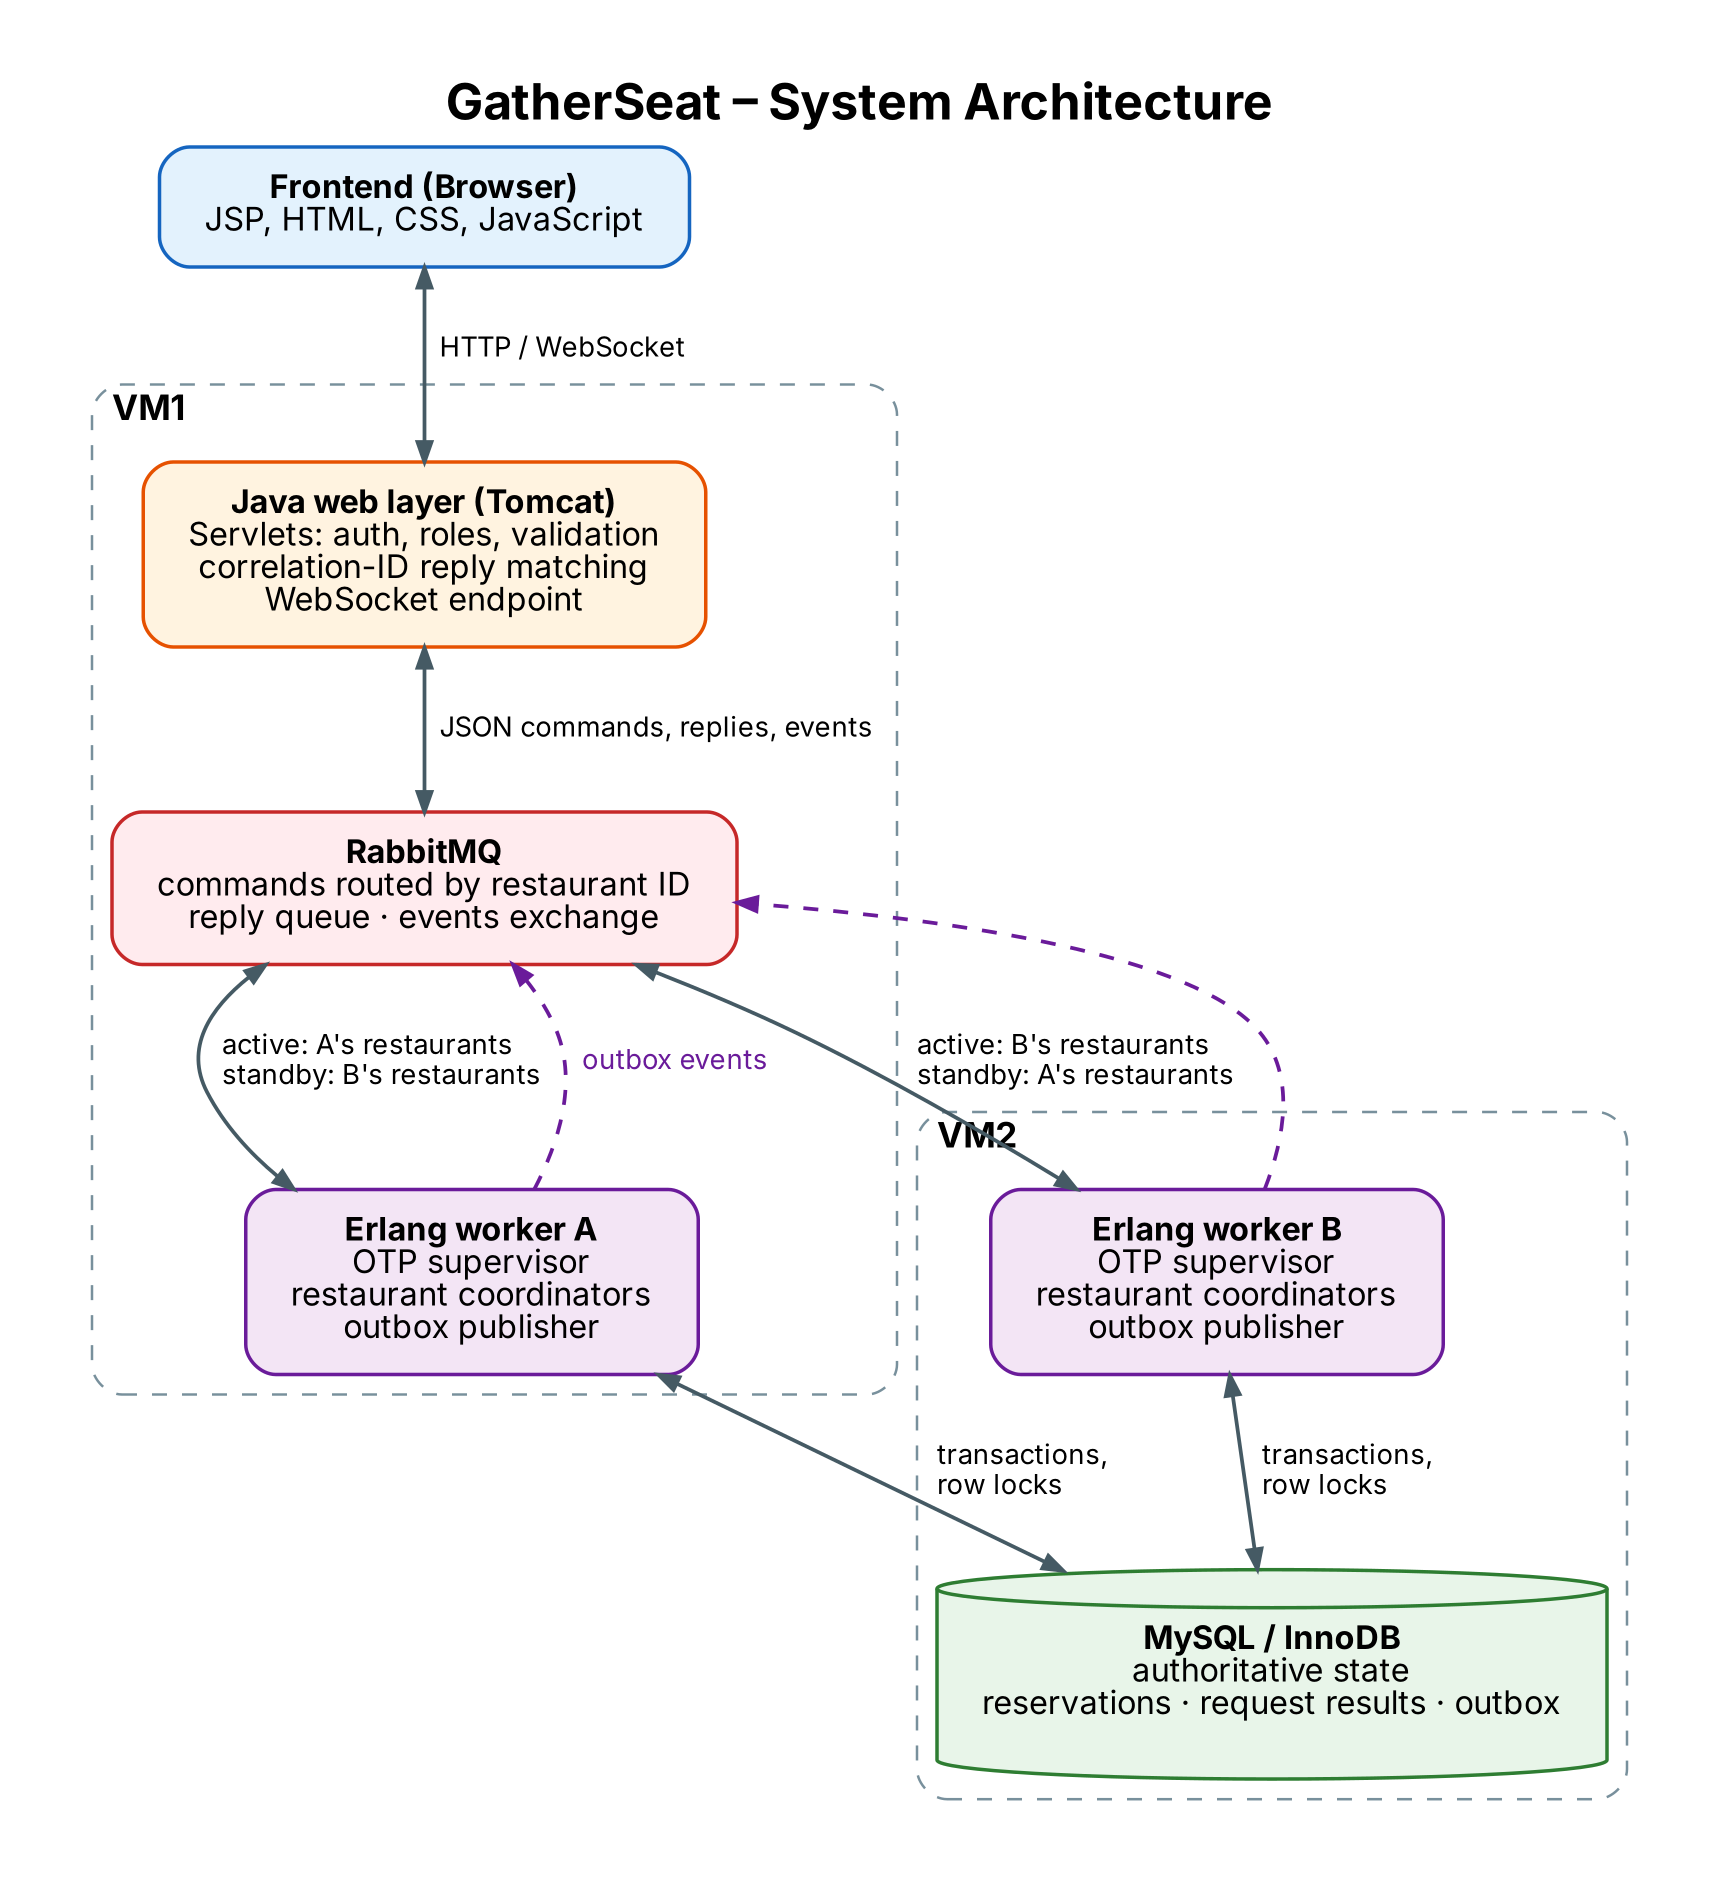 GatherSeat – System Architecture
Frontend (Browser)
JSP, HTML, CSS, JavaScript
HTTP / WebSocket
VM1
Java web layer (Tomcat)
Servlets: auth, roles, validation
correlation-ID reply matching
WebSocket endpoint
JSON commands, replies, events
RabbitMQ
commands routed by restaurant ID
reply queue · events exchange
active: A's restaurants
standby: B's restaurants
outbox events
active: B's restaurants
standby: A's restaurants
VM2
Erlang worker A
OTP supervisor
restaurant coordinators
outbox publisher
Erlang worker B
OTP supervisor
restaurant coordinators
outbox publisher
transactions,
row locks
transactions,
row locks
MySQL / InnoDB
authoritative state
reservations · request results · outbox